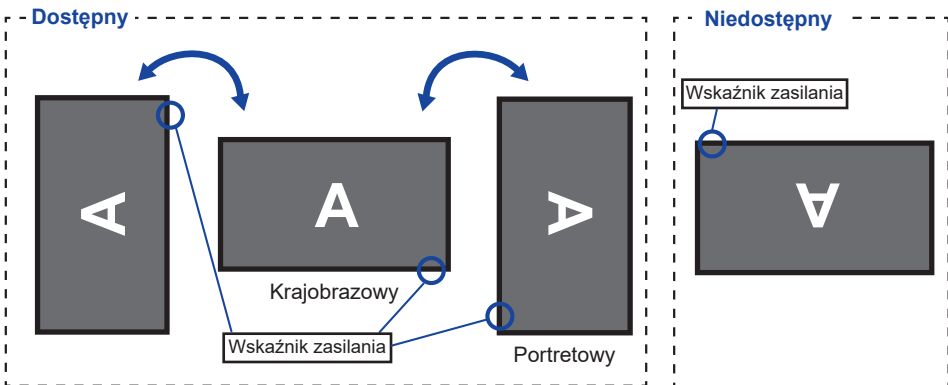 Dostępny
Niedostępny
Wskaźnik zasilania
A
A
A
A
Krajobrazowy
Wskaźnik zasilania
Portretowy